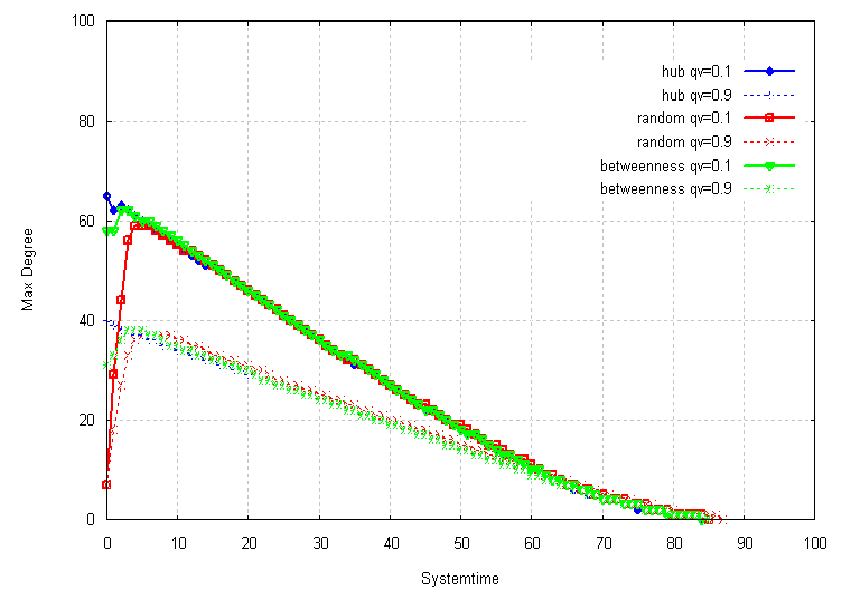 100
80
60
40
20
0
Max Degree
hub qv=0.1
hub qv=0.9
random qv=0.1
random qv=0.9
betweenness qv=0.1
betweenness qv=0.9
0 10 20 30 40 50 60 70 80 90 100
Systemtime